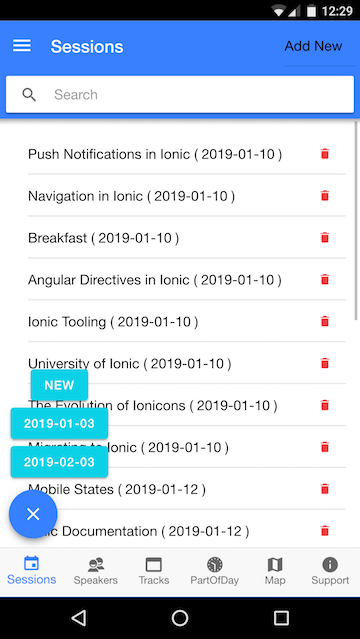 12:29
Sessions
Add New
Search
Push Notifications in Ionic ( 2019-01-10 )
Navigation in Ionic ( 2019-01-10 )
Breakfast ( 2019-01-10 )
Angular Directives in Ionic ( 2019-01-10 )
Ionic Tooling ( 2019-01-10 )
University of Ionic ( 2019-01-10 )
NEW
The Evolution of Ionicons ( 2019-01-10 )
2019-01-03
Migrating to Ionic ( 2019-01-10 )
2019-02-03
Mobile States ( 2019-01-12 )
Documentation ( 2019-01-12 )
Sessions
Speakers
Tracks
PartOfDay
Map
Support